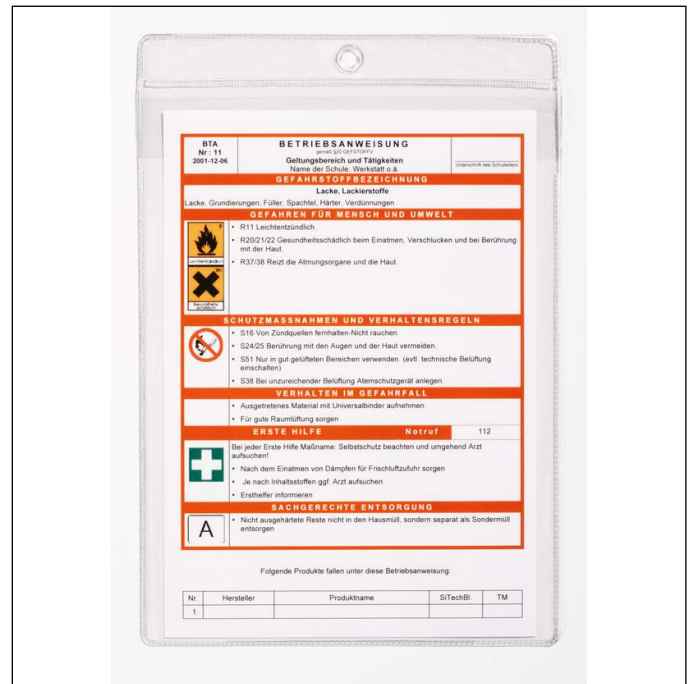 BTA
Nr : 11
2001-12-06
BETRIEBSANWEISUNG
gemäß §20 GEFSTOFFV
Geltungsbereich und Tätigkeiten
Name der Schule: Werkstatt o.ä.
Unterschrift des Schulleiters
GEFAHRSTOFFBEZEICHNUNG
Lacke, Lackierstoffe
Lacke, Grundierungen, Füller, Spachtel, Härter, Verdünnungen
GEFAHREN FÜR MENSCH UND UMWELT
F
Leichtentzündlich
Xn
Gesundheits-
schädlich
• R11 Leichtentzündlich.
• R20/21/22 Gesundheitsschädlich beim Einatmen, Verschlucken und bei Berührung
mit der Haut.
• R37/38 Reizt die Atmungsorgane und die Haut.
SCHUTZMASSNAHMEN UND VERHALTENSREGELN
• S16 Von Zündquellen fernhalten-Nicht rauchen.
• S24/25 Berührung mit den Augen und der Haut vermeiden.
• S51 Nur in gut gelüfteten Bereichen verwenden. (evtl. technische Belüftung
einschalten)
• S38 Bei unzureichender Belüftung Atemschutzgerät anlegen.
VERHALTEN IM GEFAHRFALL
• Ausgetretenes Material mit Universalbinder aufnehmen.
• Für gute Raumlüftung sorgen
ERSTE HILFE Notruf 112
Bei jeder Erste Hilfe Maßname: Selbstschutz beachten und umgehend Arzt
aufsuchen!
• Nach dem Einatmen von Dämpfen für Frischluftzufuhr sorgen
• Je nach Inhaltsstoffen ggf. Arzt aufsuchen
• Ersthelfer informieren
SACHGERECHTE ENTSORGUNG
A
• Nicht ausgehärtete Reste nicht in den Hausmüll, sondern separat als Sondermüll
entsorgen
Folgende Produkte fallen unter diese Betriebsanweisung:
Nr. Hersteller Produktname SiTechBl. TM
1.